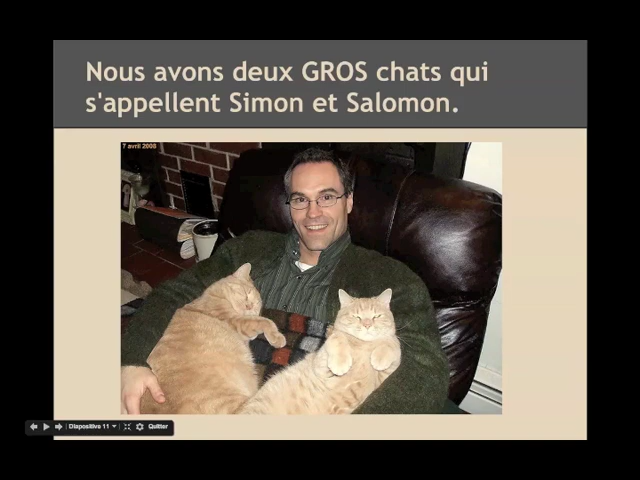 Nous avons deux GROS chats qui
s'appellent Simon et Salomon.
7 avril 2008
Diapositive 11
Quitter